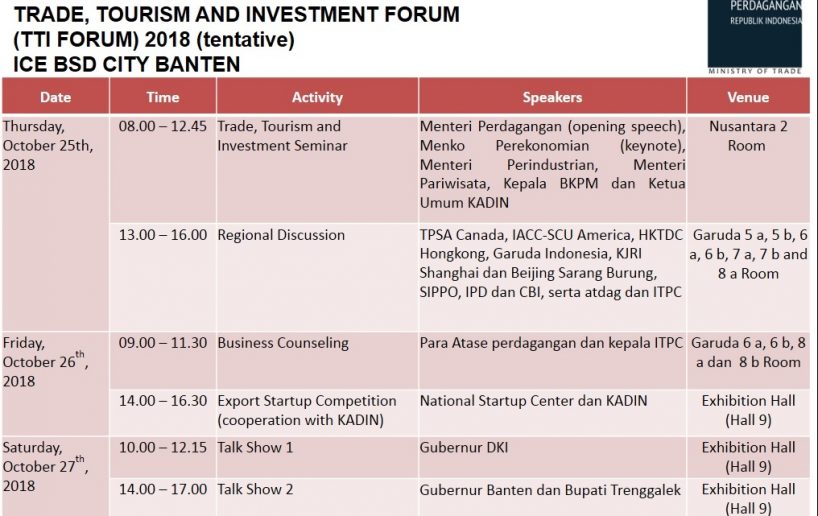 TRADE, TOURISM AND INVESTMENT FORUM
(TTI FORUM) 2018 (tentative)
ICE BSD CITY BANTEN
PERDAGANGAN
REPUBLIK INDONESIA
MINISTRY OF TRADE
Date Time Activity Speakers Venue
Thursday,
October 25th,
2018
08.00 – 12.45
Trade, Tourism and
Investment Seminar
Menteri Perdagangan (opening speech),
Menko Perekonomian (keynote),
Menteri Perindustrian, Menteri
Pariwisata, Kepala BKPM dan Ketua
Umum KADIN
Nusantara 2
Room
13.00 – 16.00
Regional Discussion
TPSA Canada, IACC-SCU America, HKTDC
Hongkong, Garuda Indonesia, KJRI
Shanghai dan Beijing Sarang Burung,
SIPPO, IPD dan CBI, serta atdag dan ITPC
Garuda 5 a, 5 b, 6
a, 6 b, 7 a, 7 b and
8 a Room
Friday,
October 26th,
2018
09.00 – 11.30
Business Counseling
Para Atase perdagangan dan kepala ITPC
Garuda 6 a, 6 b, 8
a dan 8 b Room
14.00 – 16.30
Export Startup Competition
(cooperation with KADIN)
National Startup Center dan KADIN
Exhibition Hall
(Hall 9)
Saturday,
October 27th,
2018
10.00 – 12.15
Talk Show 1
Gubernur DKI
Exhibition Hall
(Hall 9)
14.00 – 17.00
Talk Show 2
Gubernur Banten dan Bupati Trenggalek
Exhibition Hall
(Hall 9)